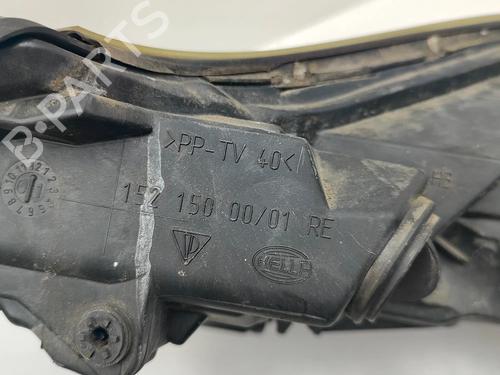 B-PARTS
>PP-TV 40<
152 150 00/01 RE
HELLA